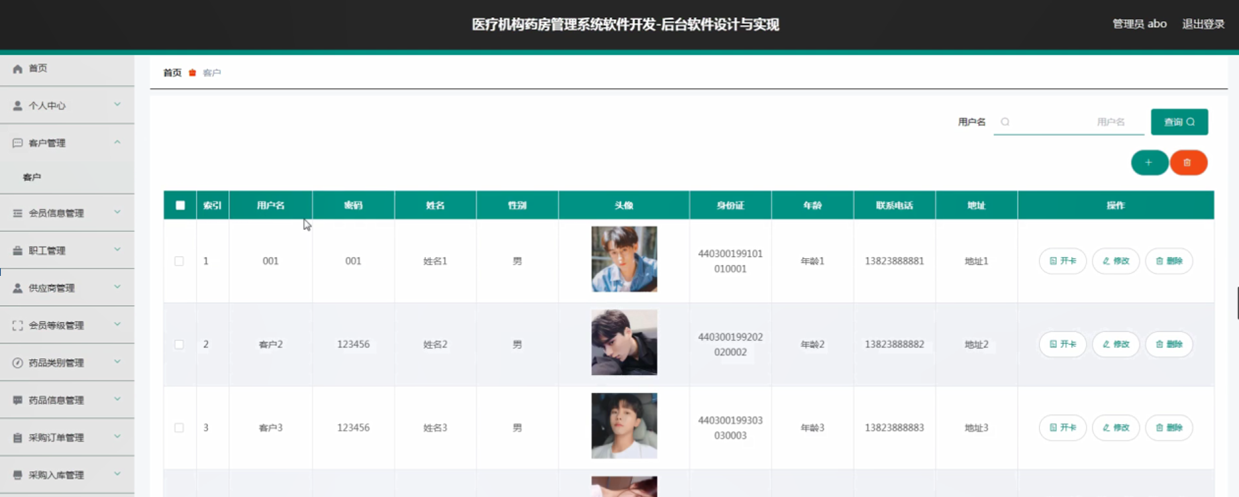 医疗机构药房管理系统软件开发-后台软件设计与实现
管理员 abo 退出登录
首页
个人中心
客户管理
客户
会员信息管理
职工管理
供应商管理
会员等级管理
药品类别管理
药品信息管理
采购订单管理
采购入库管理
首页 客户
用户名 用户名 查询
+
索引 用户名 密码 姓名 性别 头像 身份证 年龄 联系电话 地址 操作
1 001 001 姓名1 男 440300199101 年龄1 13823888881 地址1 开卡 修改 删除
010001
2 客户2 123456 姓名2 男 440300199202 年龄2 13823888882 地址2 开卡 修改 删除
020002
3 客户3 123456 姓名3 男 440300199303 年龄3 13823888883 地址3 开卡 修改 删除
030003